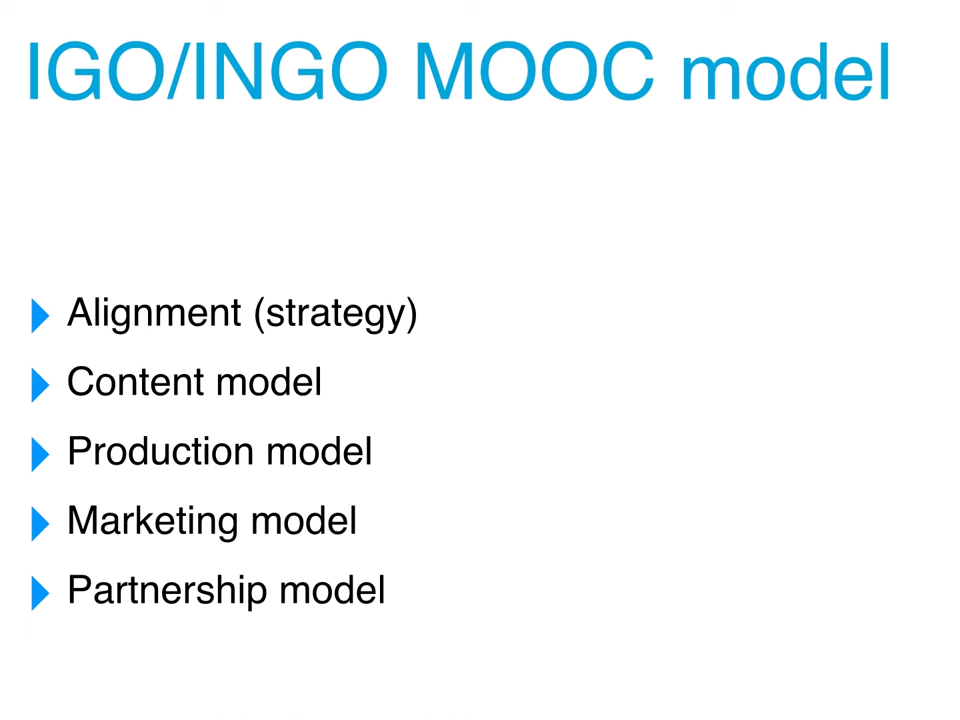 IGO/INGO MOOC model
Alignment (strategy)
Content model
Production model
Marketing model
Partnership model